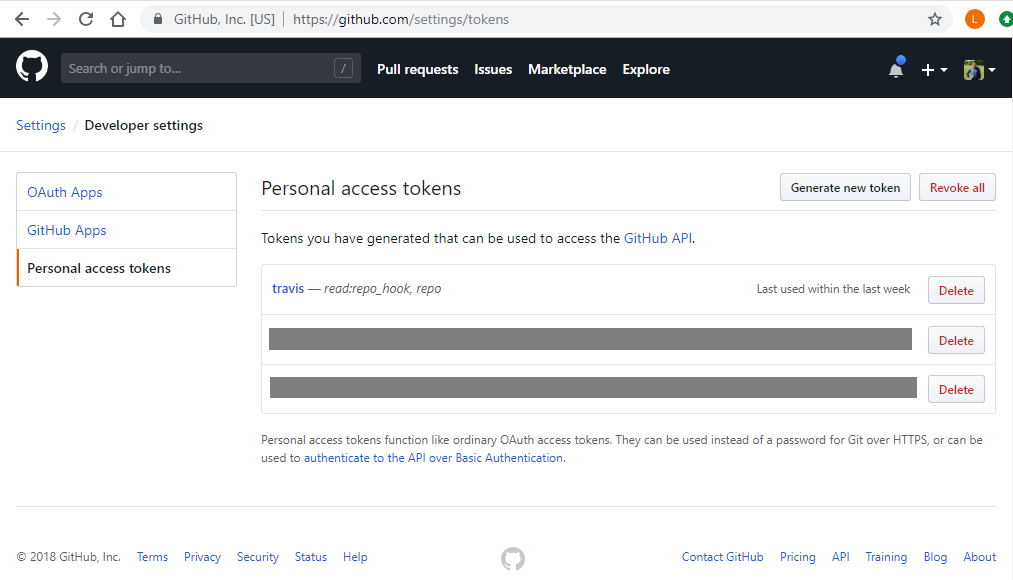 GitHub, Inc. [US] | https://github.com/settings/tokens
L
Search or jump to... /
Pull requests Issues Marketplace Explore
Settings / Developer settings
OAuth Apps
GitHub Apps
Personal access tokens
Personal access tokens
Generate new token Revoke all
Tokens you have generated that can be used to access the GitHub API.
travis — read:repo_hook, repo Last used within the last week Delete
Delete
Delete
Personal access tokens function like ordinary OAuth access tokens. They can be used instead of a password for Git over HTTPS, or can be
used to authenticate to the API over Basic Authentication.
© 2018 GitHub, Inc. Terms Privacy Security Status Help
Contact GitHub Pricing API Training Blog About